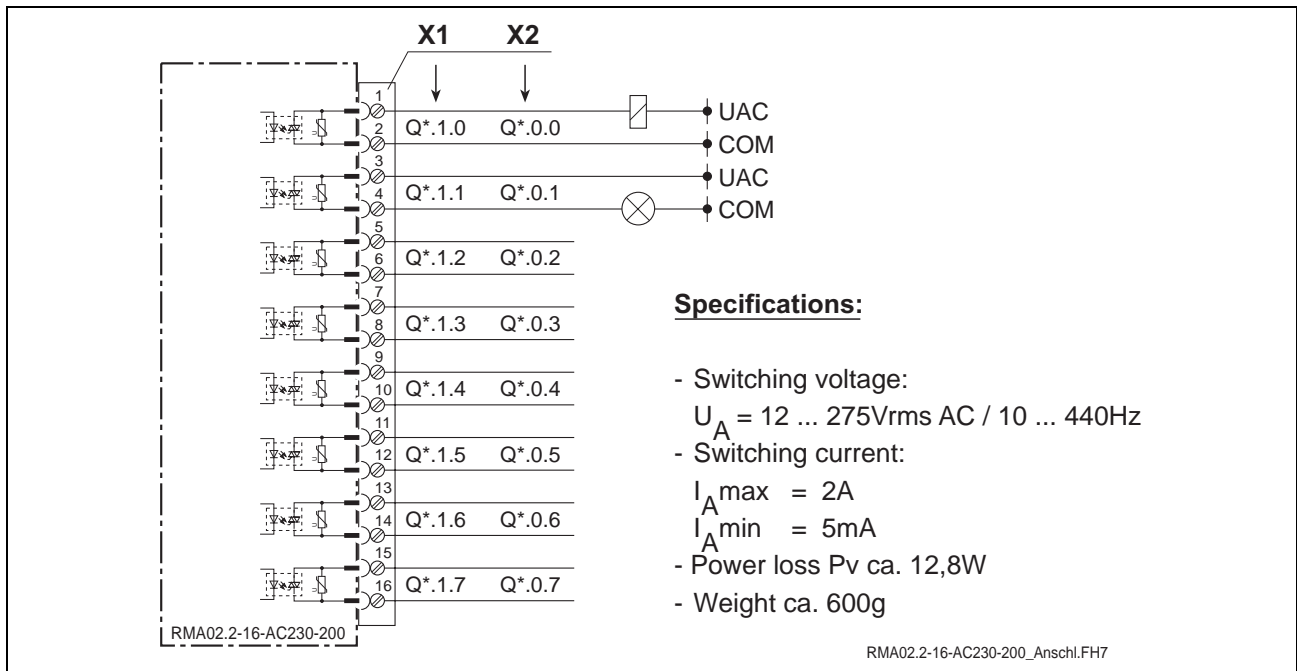 X1 X2
1
2 Q*.1.0 Q*.0.0
UAC
COM
3
4 Q*.1.1 Q*.0.1
UAC
COM
5
6 Q*.1.2 Q*.0.2
7
8 Q*.1.3 Q*.0.3
9
10 Q*.1.4 Q*.0.4
11
12 Q*.1.5 Q*.0.5
13
14 Q*.1.6 Q*.0.6
15
16 Q*.1.7 Q*.0.7
RMA02.2-16-AC230-200
Specifications:
- Switching voltage:
UA = 12 ... 275Vrms AC / 10 ... 440Hz
- Switching current:
IAmax = 2A
IAmin = 5mA
- Power loss Pv ca. 12,8W
- Weight ca. 600g
RMA02.2-16-AC230-200_Anschl.FH7